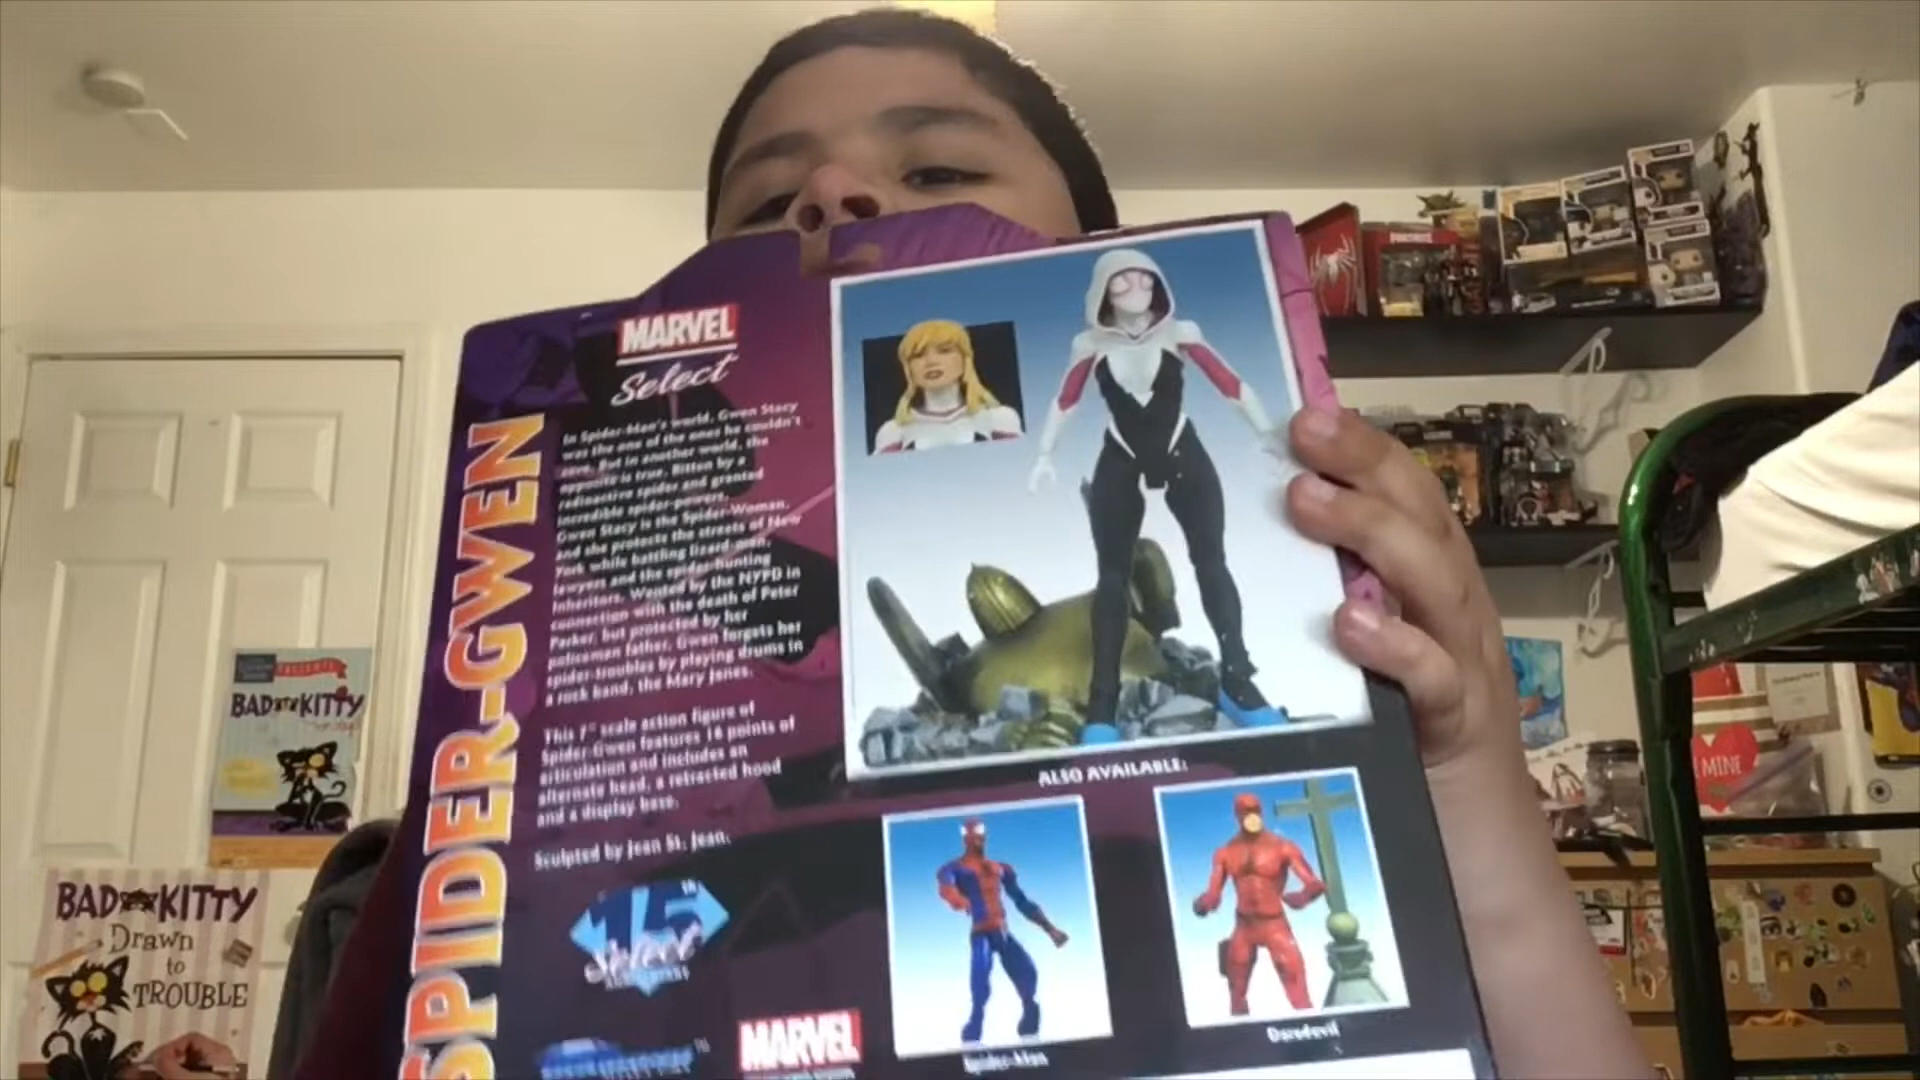 MARVEL
Select
SPIDER-GWEN
In Spider-Man's world, Gwen Stacy
was the one of the ones he couldn't
save. But in another world, the
opposite is true. Bitten by a
radioactive spider and granted
incredible spider-powers,
Gwen Stacy is the Spider-Woman,
and she protects the streets of New
York while battling lizard-men,
lawyers and the spider-hunting
Inheritors. Wanted by the NYPD in
connection with the death of Peter
Parker, but protected by her
policeman father, Gwen forgets her
spider-troubles by playing drums in
a rock band, the Mary Janes.
This 7" scale action figure of
Spider-Gwen features 16 points of
articulation and includes an
alternate head, a retracted hood
and a display base.
Sculpted by Jean St. Jean.
15th
Select
MARVEL
ALSO AVAILABLE:
Spider-Man
Daredevil
PRESENTS
BAD KITTY
BAD KITTY
Drawn
to
TROUBLE
MINE